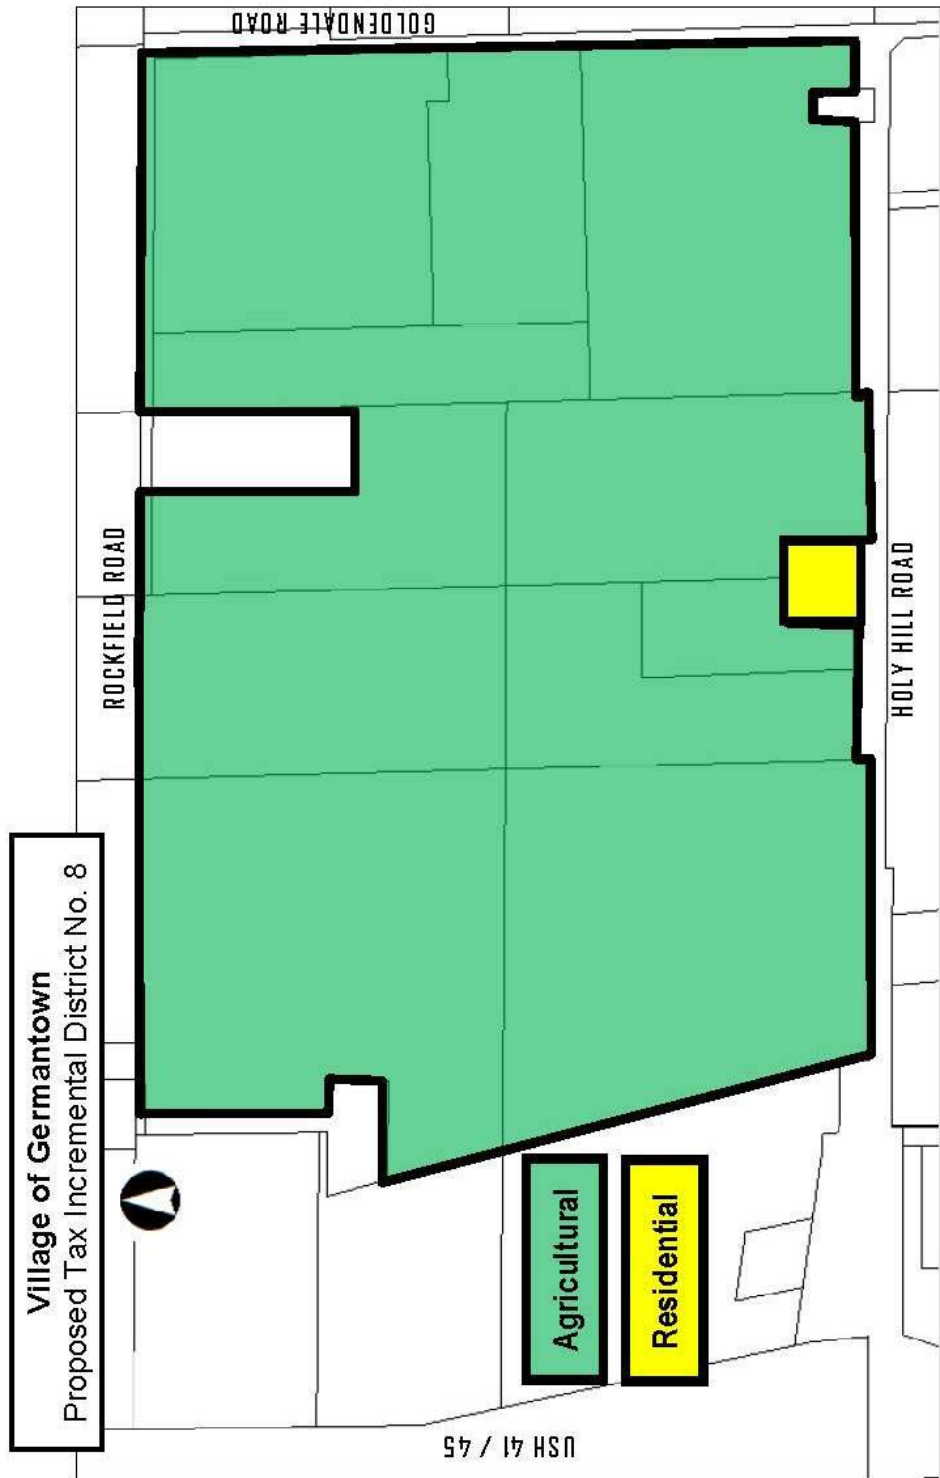 Village of Germantown
Proposed Tax Incremental District No. 8
ROCKFIELD ROAD
GOLDENDALE ROAD
HOLY HILL ROAD
USH 41 / 45
Agricultural
Residential